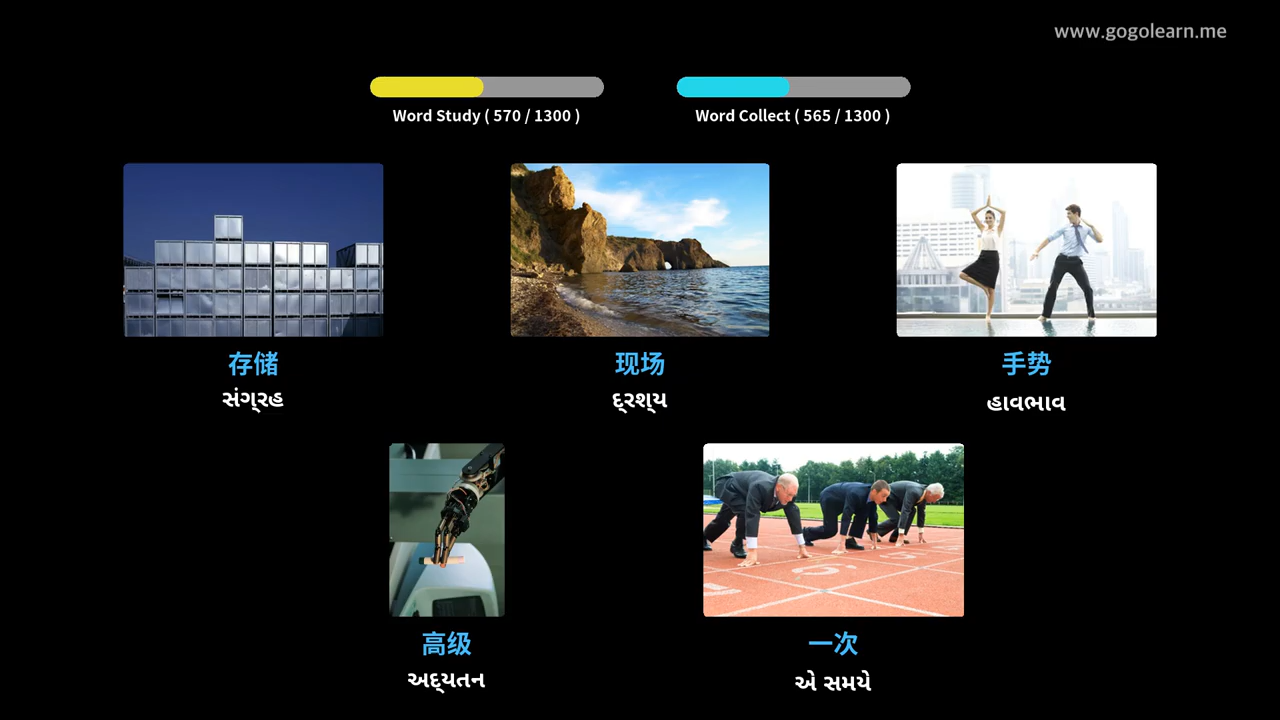 www.gogolearn.me
Word Study ( 570 / 1300 )
Word Collect ( 565 / 1300 )
存储
સંગ્રહ
现场
દ્રશ્ય
手势
હાવભાવ
高级
અદ્યતન
一次
એ સમયે